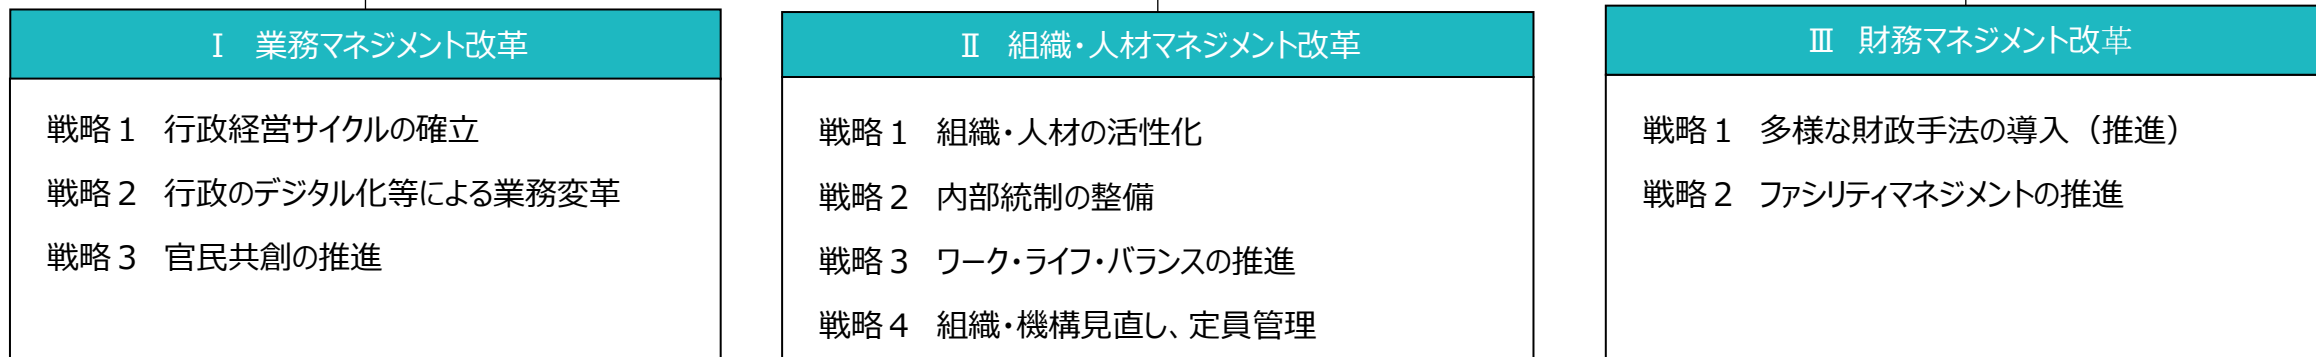 Ⅰ 業務マネジメント改革
戦略1 行政経営サイクルの確立
戦略2 行政のデジタル化等による業務変革
戦略3 官民共創の推進
Ⅱ 組織・人材マネジメント改革
戦略1 組織・人材の活性化
戦略2 内部統制の整備
戦略3 ワーク・ライフ・バランスの推進
戦略4 組織・機構見直し、定員管理
Ⅲ 財務マネジメント改革
戦略1 多様な財政手法の導入（推進）
戦略2 ファシリティマネジメントの推進